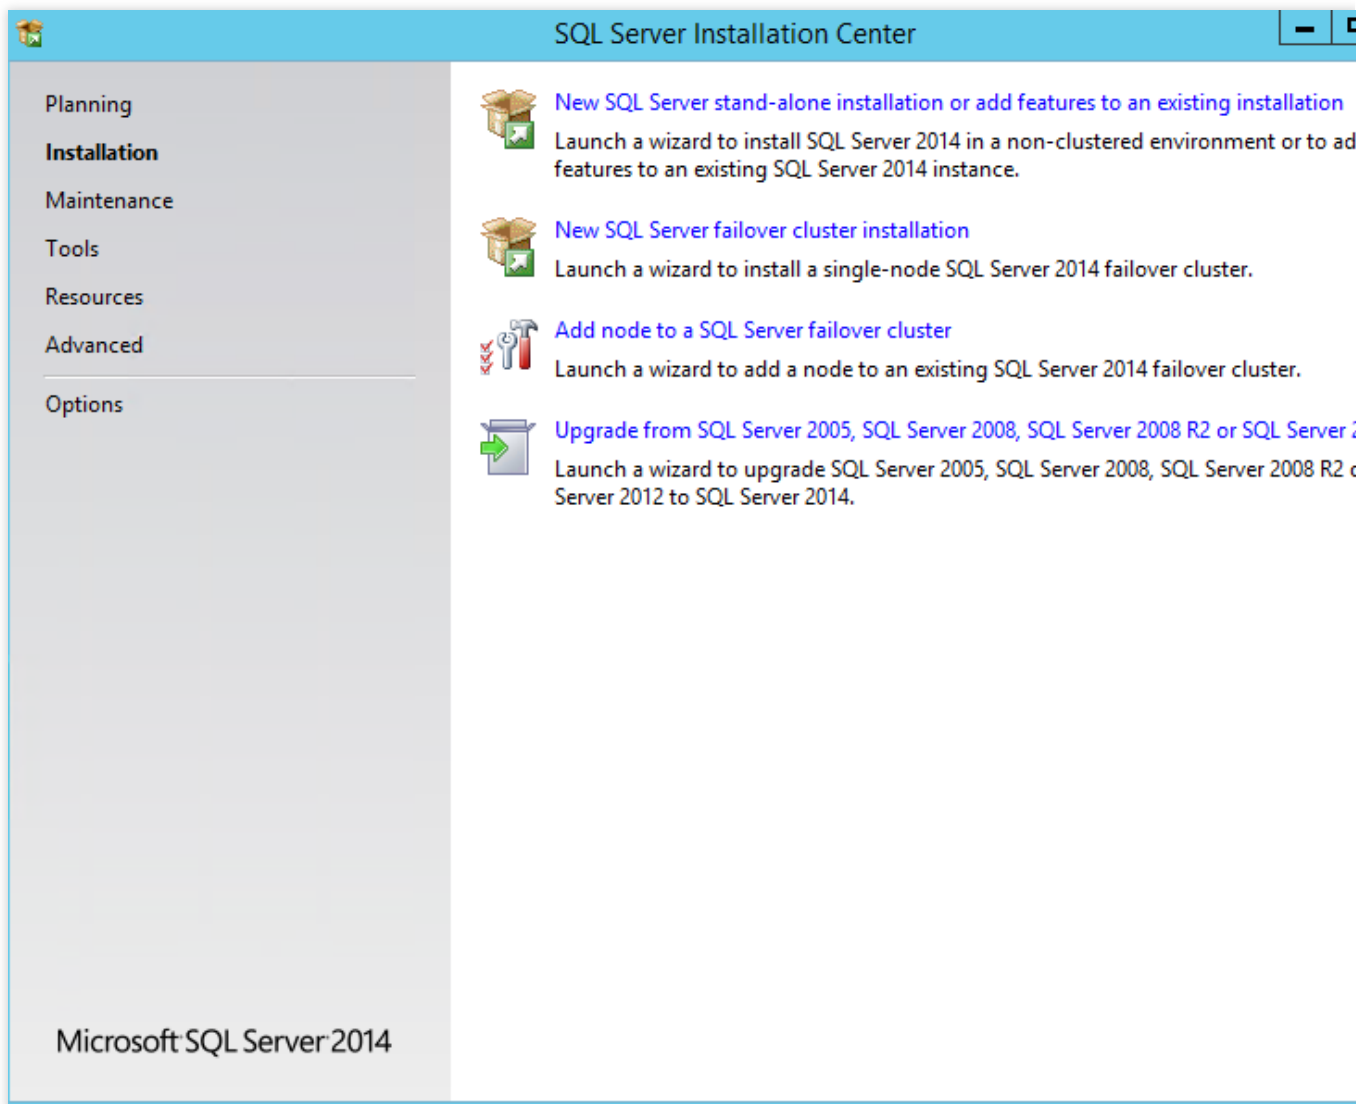 SQL Server Installation Center
Planning
Installation
Maintenance
Tools
Resources
Advanced
Options
New SQL Server stand-alone installation or add features to an existing installation
Launch a wizard to install SQL Server 2014 in a non-clustered environment or to
features to an existing SQL Server 2014 instance.
New SQL Server failover cluster installation
Launch a wizard to install a single-node SQL Server 2014 failover cluster.
Add node to a SQL Server failover cluster
Launch a wizard to add a node to an existing SQL Server 2014 failover cluster.
Upgrade from SQL Server 2005, SQL Server 2008, SQL Server 2008 R2 or SQL Server
Launch a wizard to upgrade SQL Server 2005, SQL Server 2008, SQL Server 2008 R2
Server 2012 to SQL Server 2014.
Microsoft SQL Server 2014